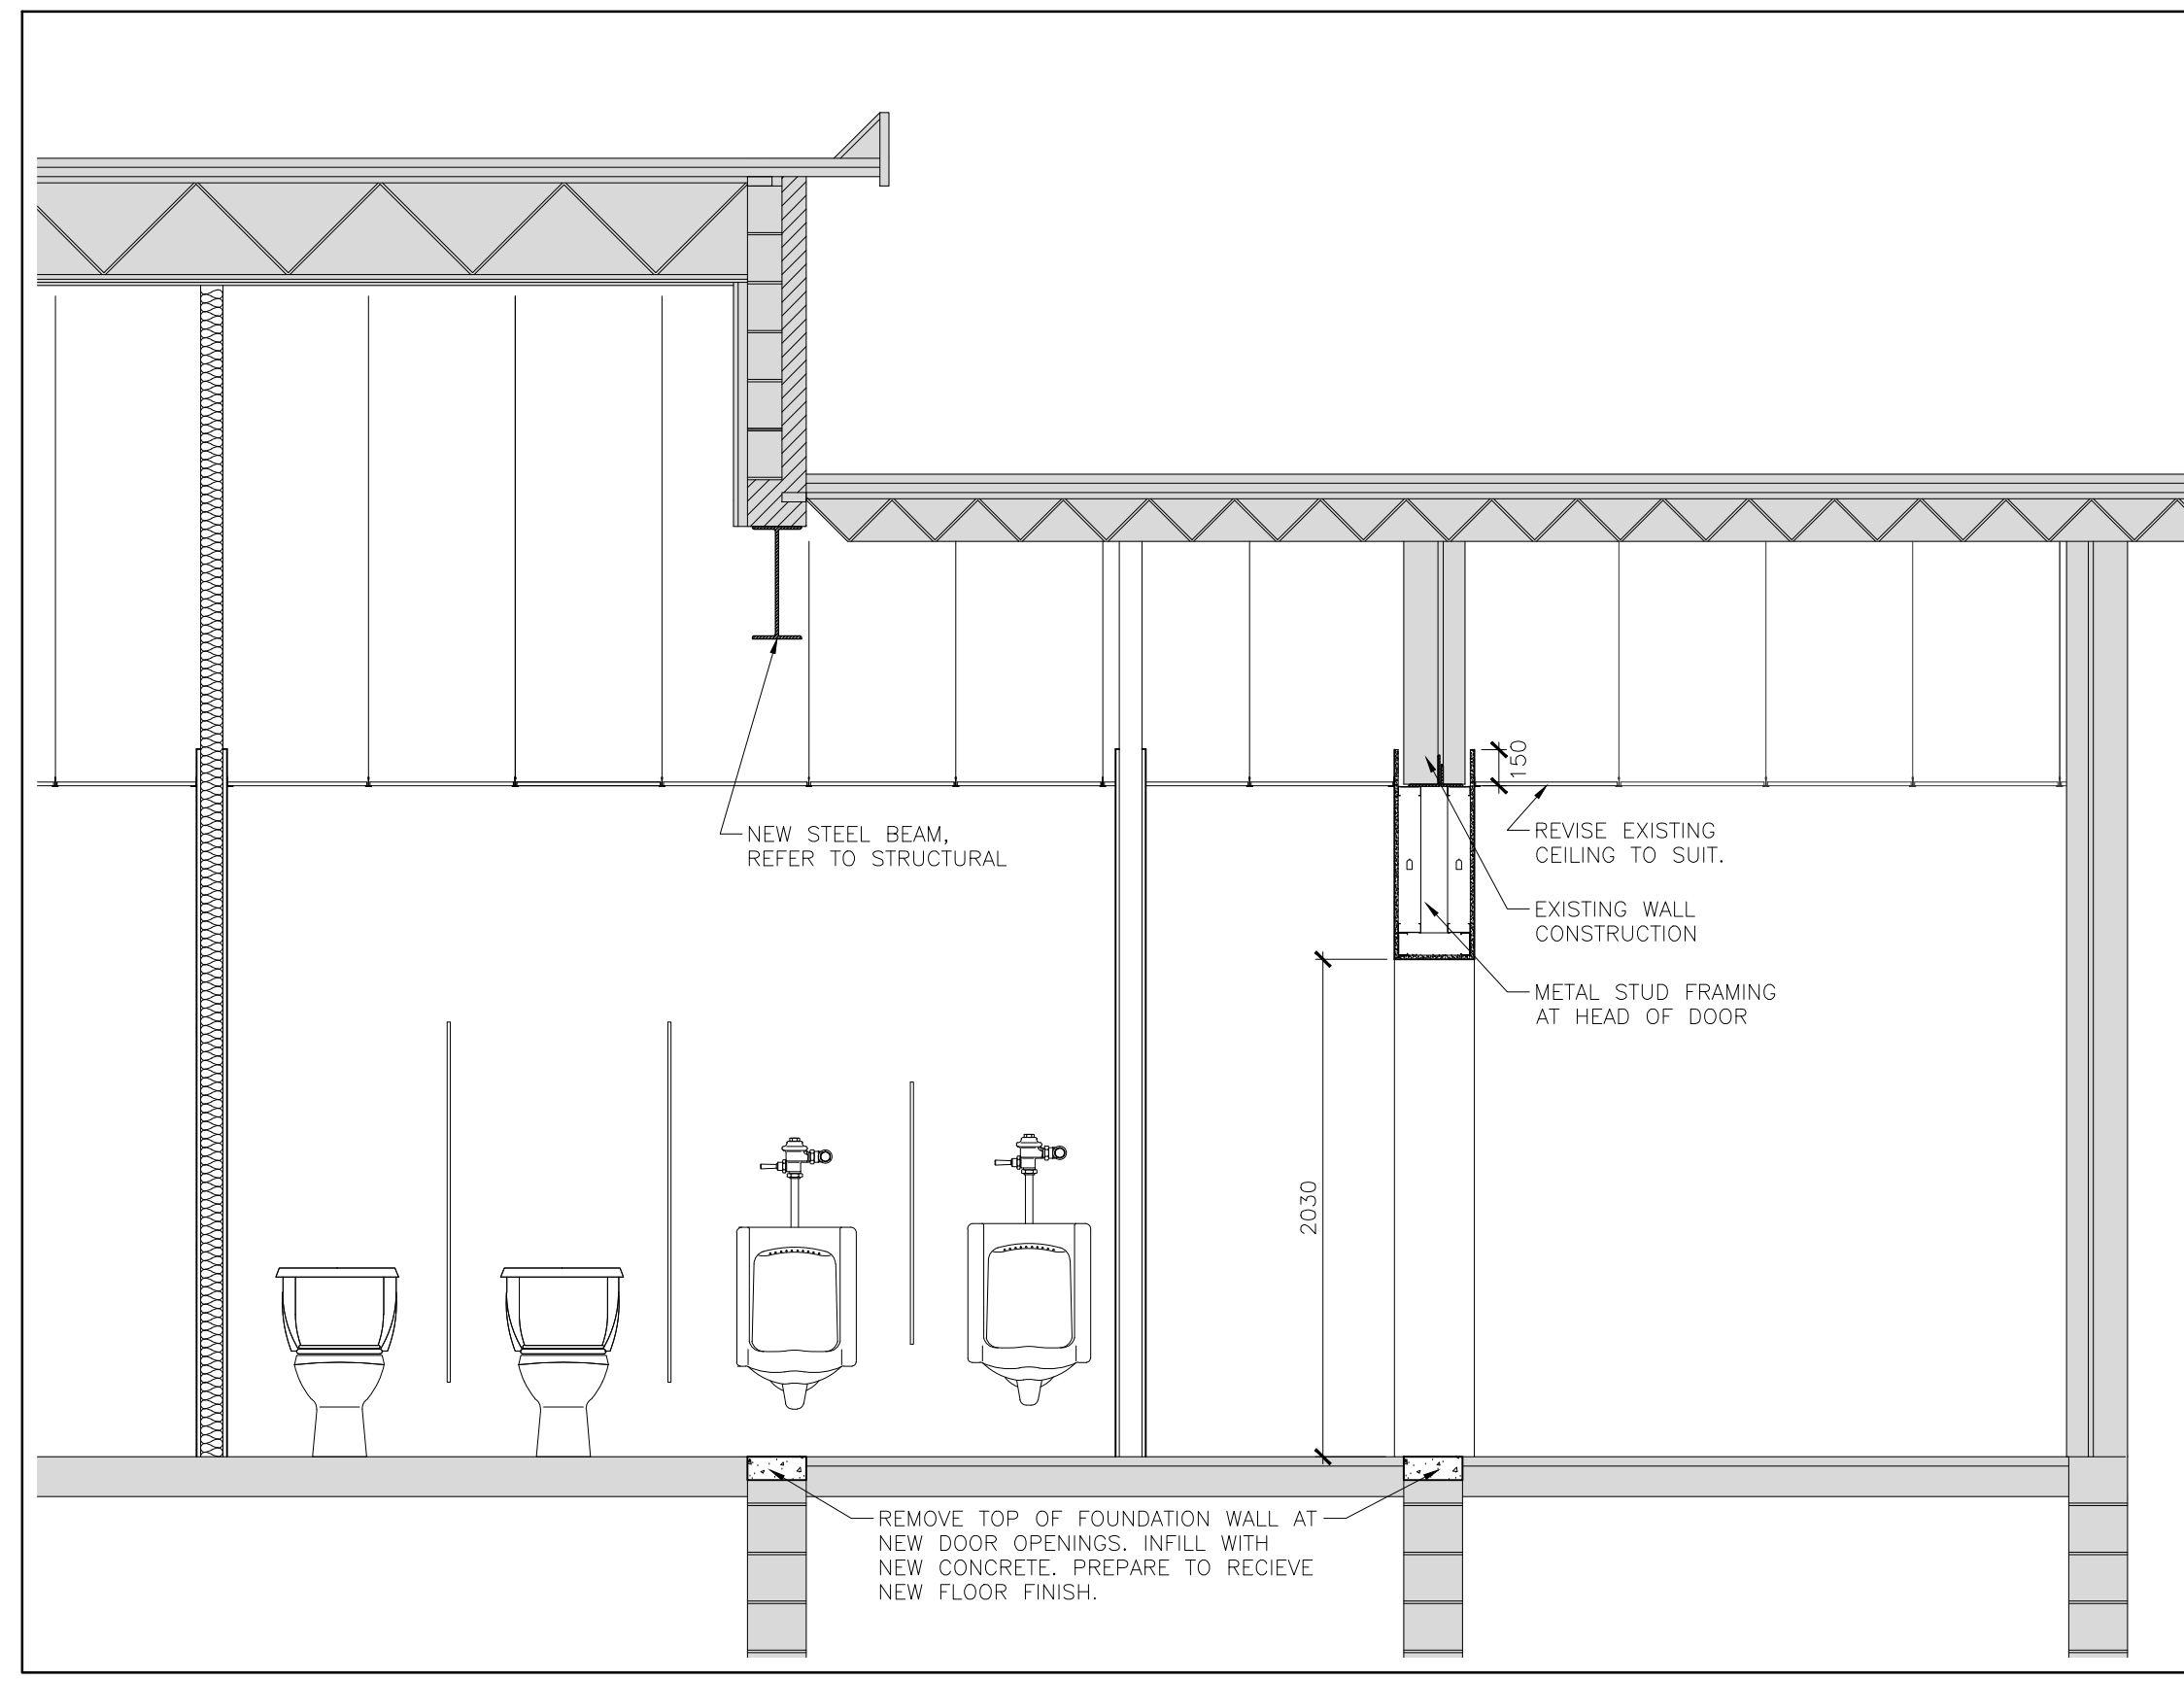 150
NEW STEEL BEAM,
REFER TO STRUCTURAL
REVISE EXISTING
CEILING TO SUIT.
EXISTING WALL
CONSTRUCTION
METAL STUD FRAMING
AT HEAD OF DOOR
2030
REMOVE TOP OF FOUNDATION WALL AT
NEW DOOR OPENINGS. INFILL WITH
NEW CONCRETE. PREPARE TO RECIEVE
NEW FLOOR FINISH.